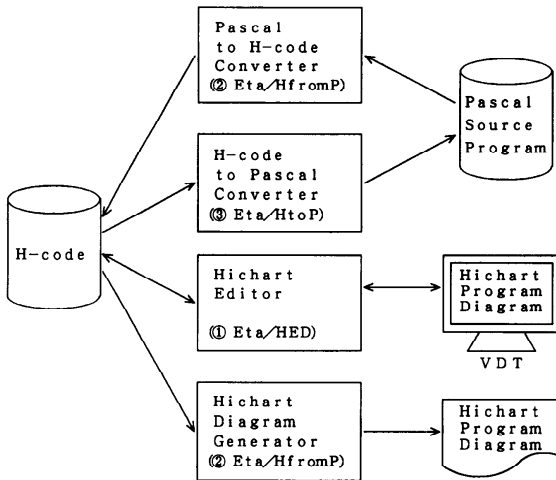 Pascal
to H-code
Converter
(② Eta/HfromP)
Pascal
Source
Program
H-code
to Pascal
Converter
(③ Eta/HtoP)
H-code
Hichart
Editor
(① Eta/HED)
Hichart
Program
Diagram
VDT
Hichart
Diagram
Generator
(② Eta/HfromP)
Hichart
Program
Diagram